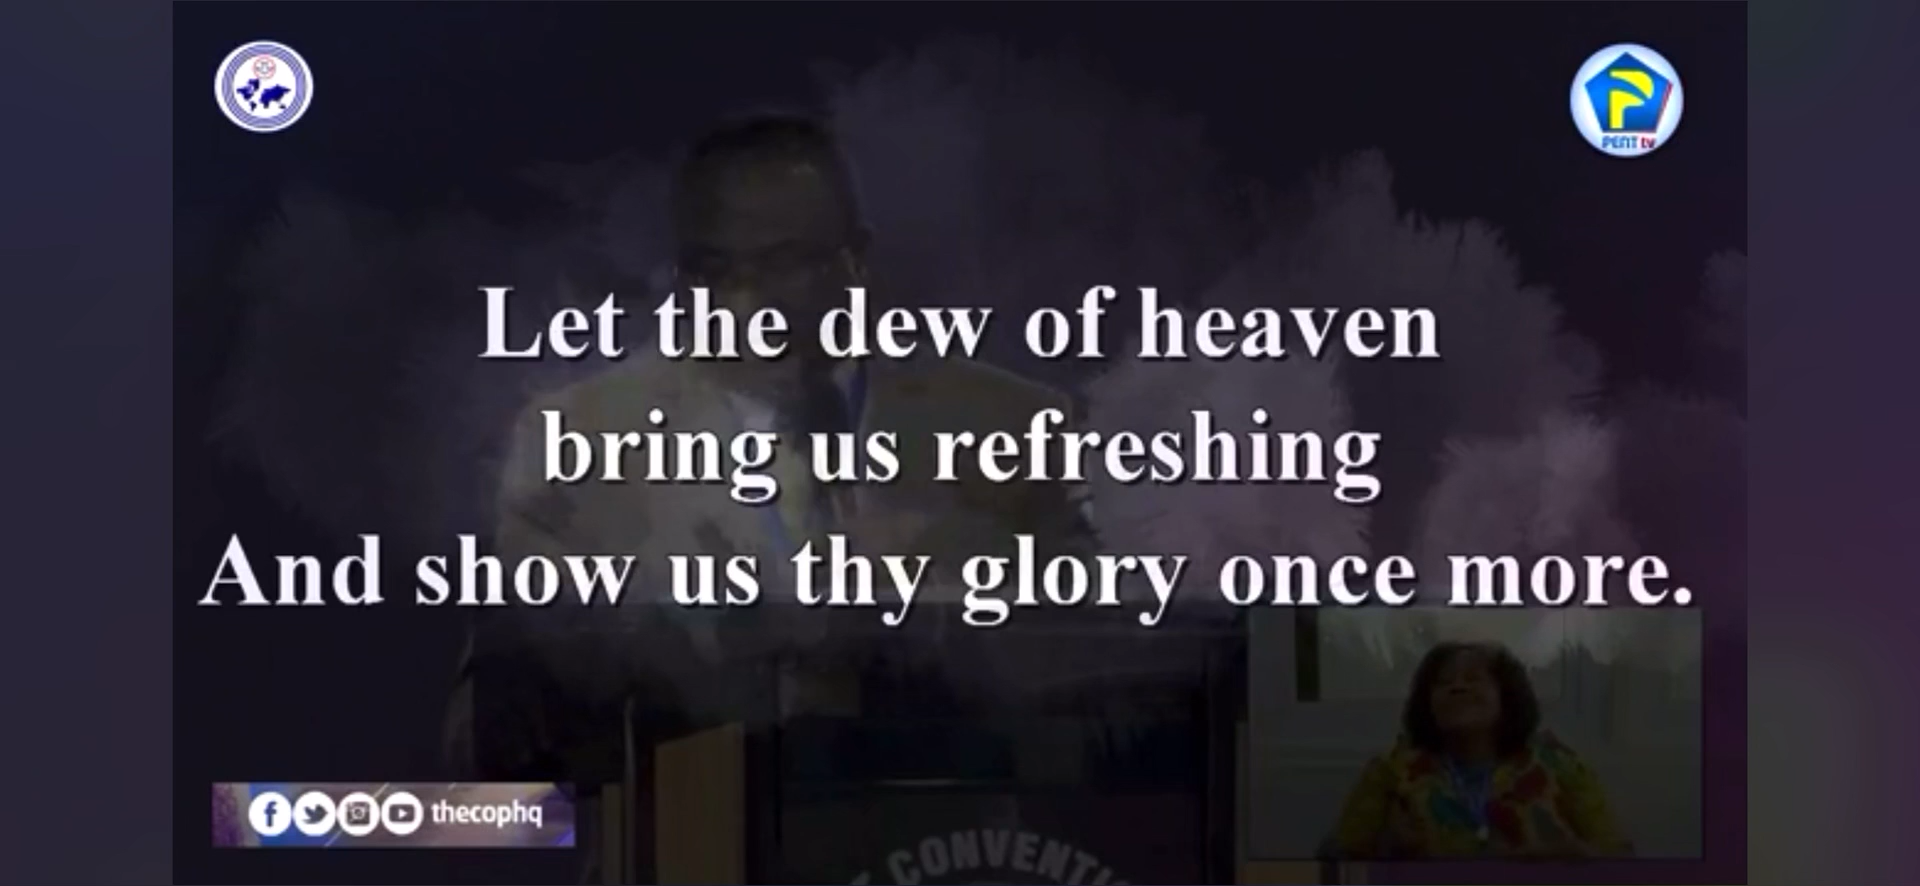 PENT tv
Let the dew of heaven
bring us refreshing
And show us thy glory once more.
thecophq
CONVENTI